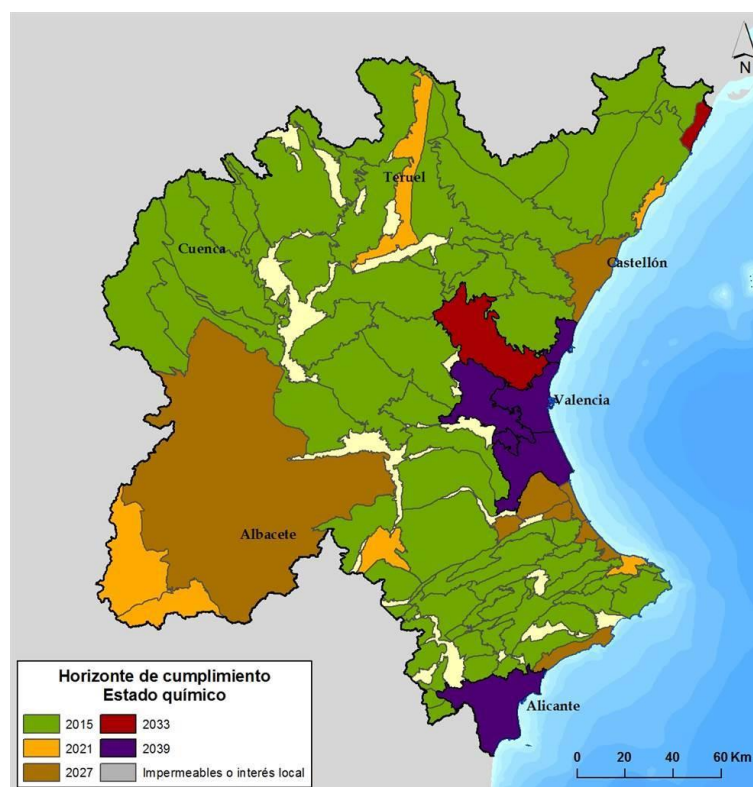 N
Teruel
Cuenca
Castellón
Valencia
Albacete
Alicante
Horizonte de cumplimiento
Estado químico
2015
2033
2021
2039
2027
Impermeables o interés local
0 20 40 60 Km